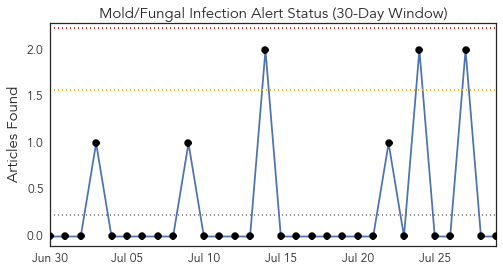 Mold/Fungal Infection Alert Status (30-Day Window)
Articles Found
2.0
1.5
1.0
0.5
0.0
Jun 30 Jul 05 Jul 10 Jul 15 Jul 20 Jul 25